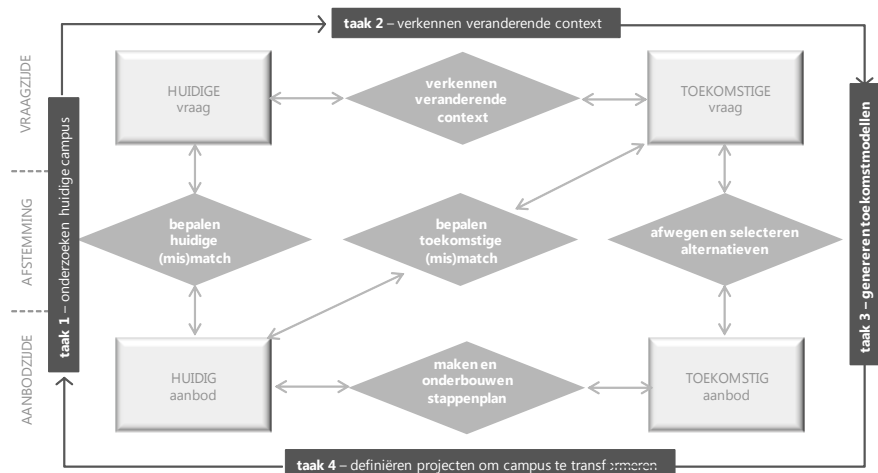 taak 2 – verkennen veranderende context
VRAAGZIJDE
HUIDIGE
vraag
verkennen
veranderende
context
TOEKOMSTIGE
vraag
taak 1 – onderzoeken huidige campus
AFSTEMMING
bepalen
huidige
(mis)match
bepalen
toekomstige
(mis)match
afwegen en selecteren
alternatieven
taak 3 – genereren toekomstmodellen
AANBODZIJDE
HUIDIG
aanbod
maken en
onderbouwen
stappenplan
TOEKOMSTIG
aanbod
taak 4 – definiëren projecten om campus te transformeren